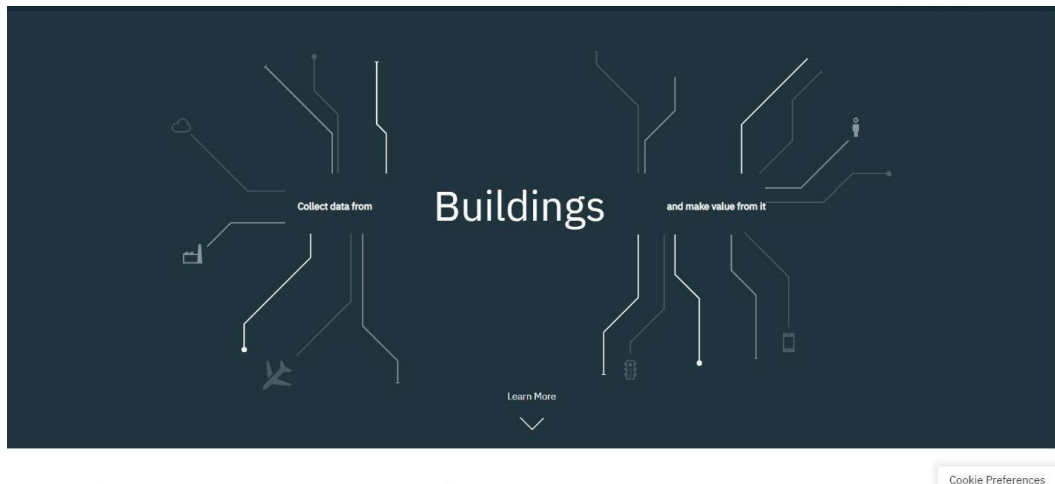 Collect data from Buildings and make value from it
Learn More
Cookie Preferences